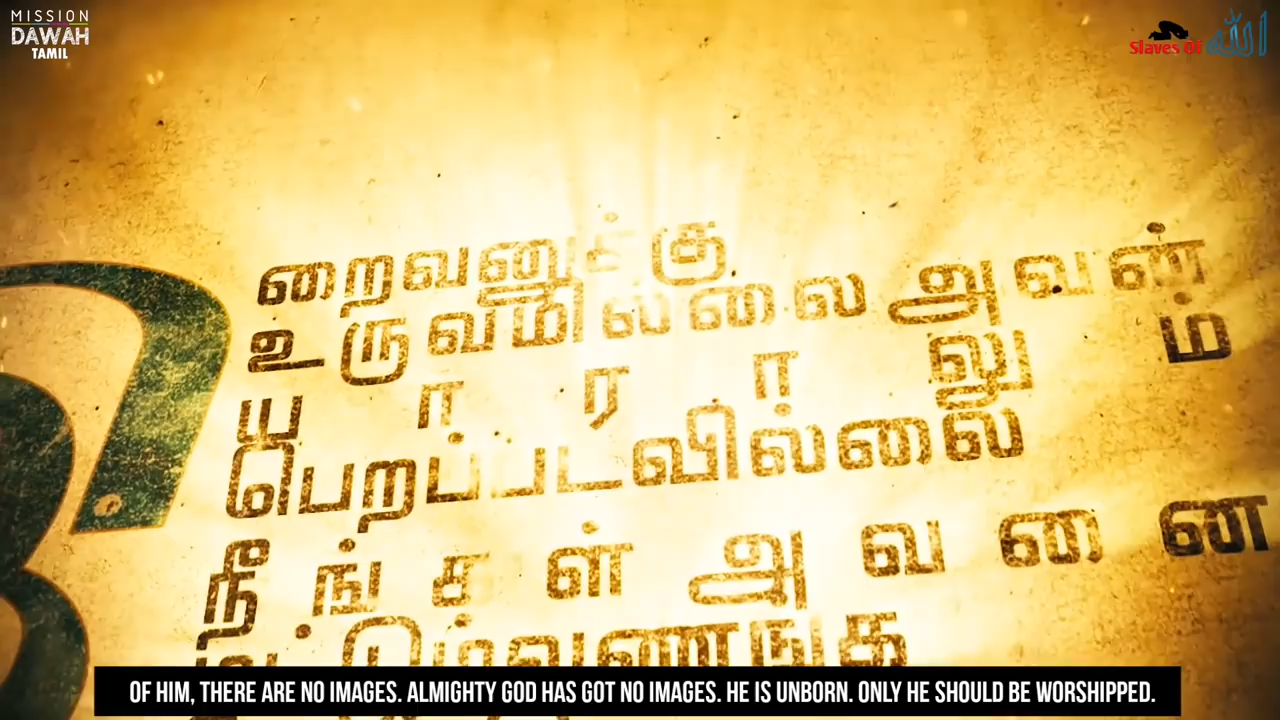 MISSION
DAWAH
TAMIL
Slaves Of الله
றைவனுக்கு
உருவமில்லை அவன்
யாராலும்
பெறப்படவில்லை
நீங்கள் அவனை
OF HIM, THERE ARE NO IMAGES. ALMIGHTY GOD HAS GOT NO IMAGES. HE IS UNBORN. ONLY HE SHOULD BE WORSHIPPED.